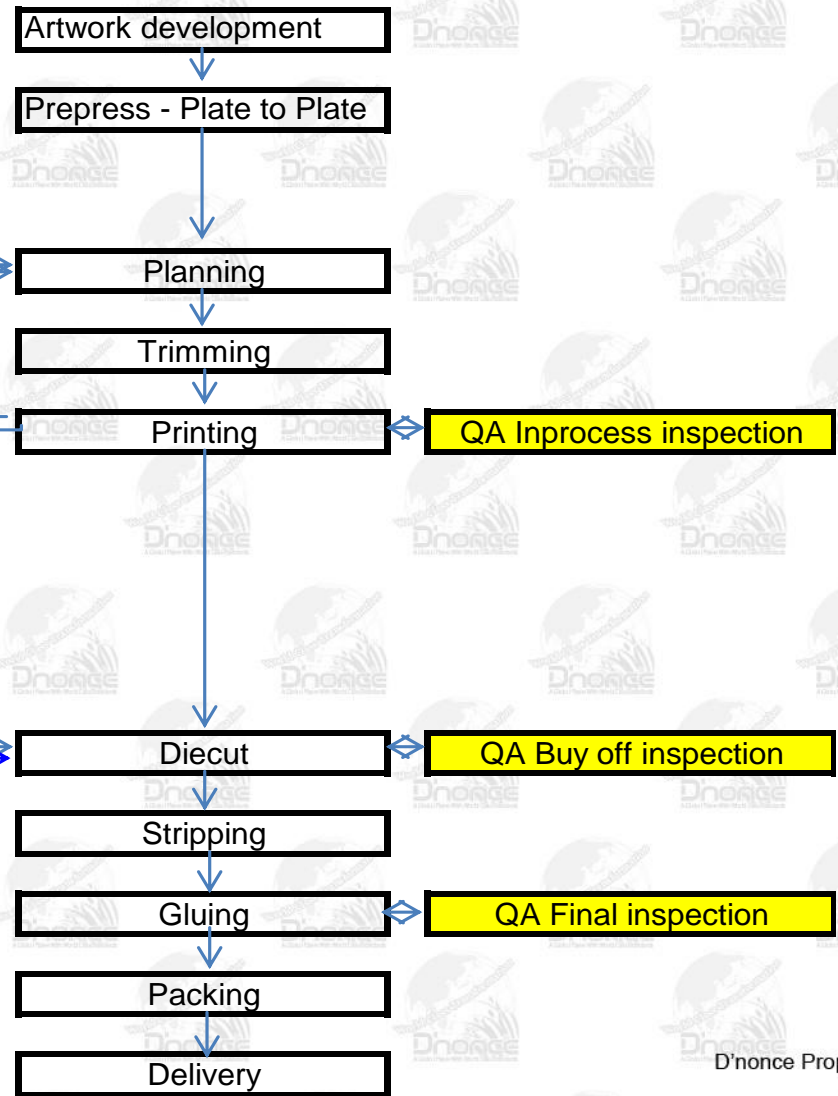 Artwork development
Prepress - Plate to Plate
Planning
Trimming
Printing
QA Inprocess inspection
Diecut
QA Buy off inspection
Stripping
Gluing
QA Final inspection
Packing
Delivery
D'nonce Prop